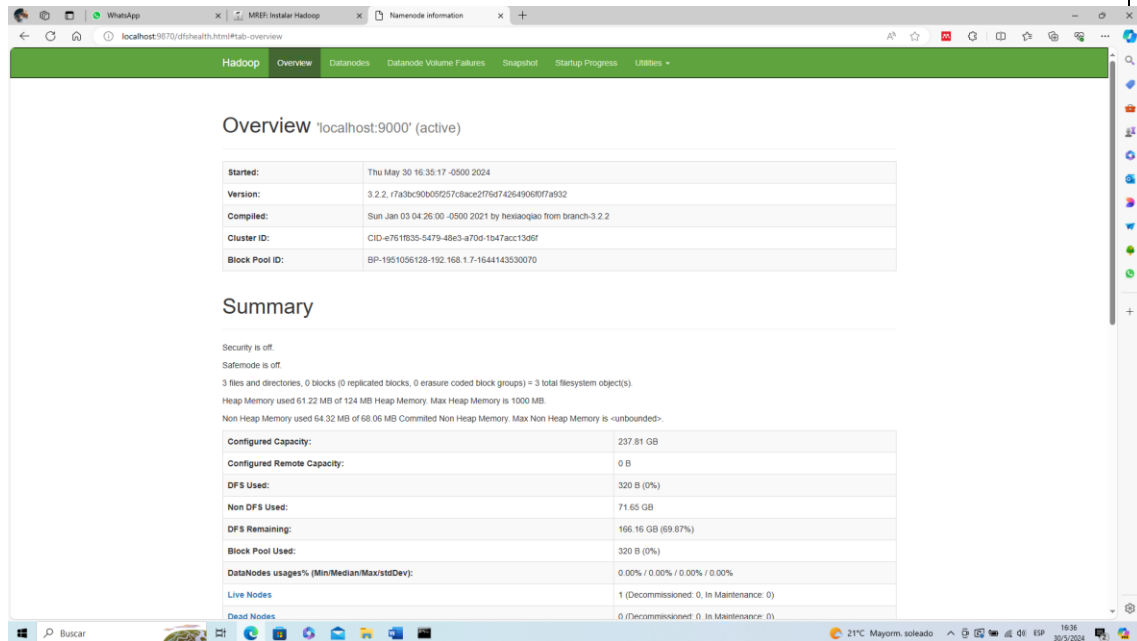 WhatsApp
MREF: Instalar Hadoop
Namenode information
localhost:9870/dfshealth.html#tab-overview
Hadoop Overview Datanodes Datanode Volume Failures Snapshot Startup Progress Utilities
Overview 'localhost:9000' (active)
Started: Thu May 30 16:35:17 -0500 2024
Version: 3.2.2, r7a3bc90b05f257c8ace2f76d74264906f0f7a932
Compiled: Sun Jan 03 04:26:00 -0500 2021 by hexiaoqiao from branch-3.2.2
Cluster ID: CID-e761f835-5479-48e3-a70d-1b47acc13d6f
Block Pool ID: BP-1951056128-192.168.1.7-1644143530070
Summary
Security is off.
Safemode is off.
3 files and directories, 0 blocks (0 replicated blocks, 0 erasure coded block groups) = 3 total filesystem object(s).
Heap Memory used 61.22 MB of 124 MB Heap Memory. Max Heap Memory is 1000 MB.
Non Heap Memory used 64.32 MB of 68.06 MB Commited Non Heap Memory. Max Non Heap Memory is <unbounded>.
Configured Capacity: 237.81 GB
Configured Remote Capacity: 0 B
DFS Used: 320 B (0%)
Non DFS Used: 71.65 GB
DFS Remaining: 166.16 GB (69.87%)
Block Pool Used: 320 B (0%)
DataNodes usages% (Min/Median/Max/stdDev): 0.00% / 0.00% / 0.00% / 0.00%
Live Nodes 1 (Decommissioned: 0, In Maintenance: 0)
Dead Nodes 0 (Decommissioned: 0, In Maintenance: 0)
Buscar
21°C Mayorm. soleado
ESP
16:36
30/5/2024